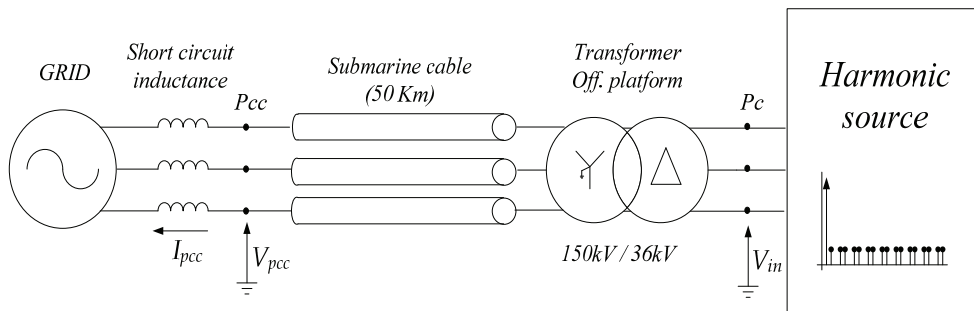 GRID
Short circuit
inductance
Pcc
Submarine cable
(50 Km)
Transformer
Off. platform
Pc
Harmonic
source
Ipcc
Vpcc
150kV / 36kV
Vin